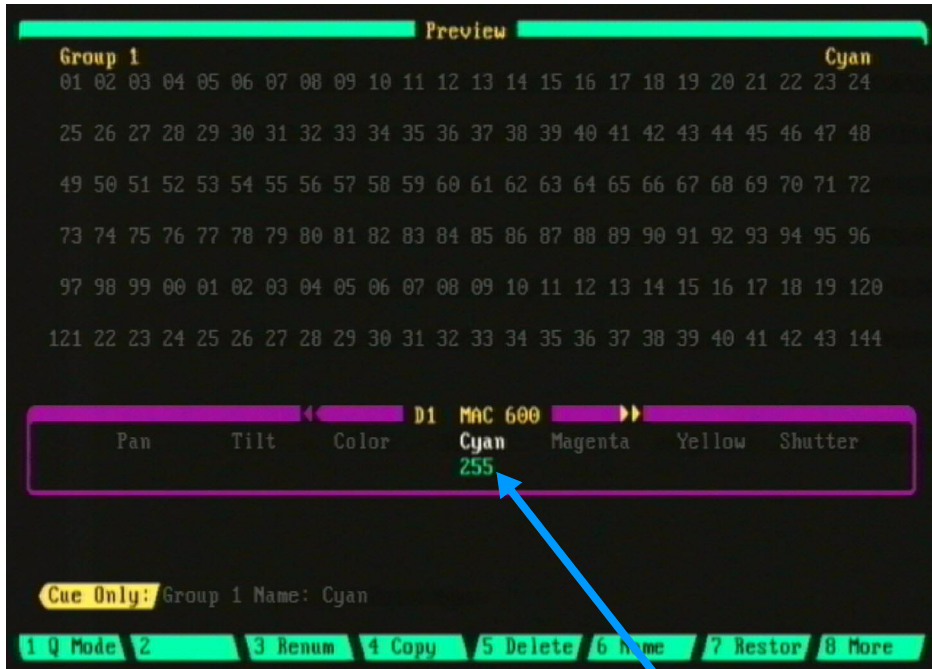 Preview
Group 1 Cyan
01 02 03 04 05 06 07 08 09 10 11 12 13 14 15 16 17 18 19 20 21 22 23 24
25 26 27 28 29 30 31 32 33 34 35 36 37 38 39 40 41 42 43 44 45 46 47 48
49 50 51 52 53 54 55 56 57 58 59 60 61 62 63 64 65 66 67 68 69 70 71 72
73 74 75 76 77 78 79 80 81 82 83 84 85 86 87 88 89 90 91 92 93 94 95 96
97 98 99 00 01 02 03 04 05 06 07 08 09 10 11 12 13 14 15 16 17 18 19 120
121 22 23 24 25 26 27 28 29 30 31 32 33 34 35 36 37 38 39 40 41 42 43 144
D1 MAC 600
Pan Tilt Color Cyan Magenta Yellow Shutter
255
Cue Only: Group 1 Name: Cyan
1 Q Mode 2 3 Renum 4 Copy 5 Delete 6 Name 7 Restor 8 More